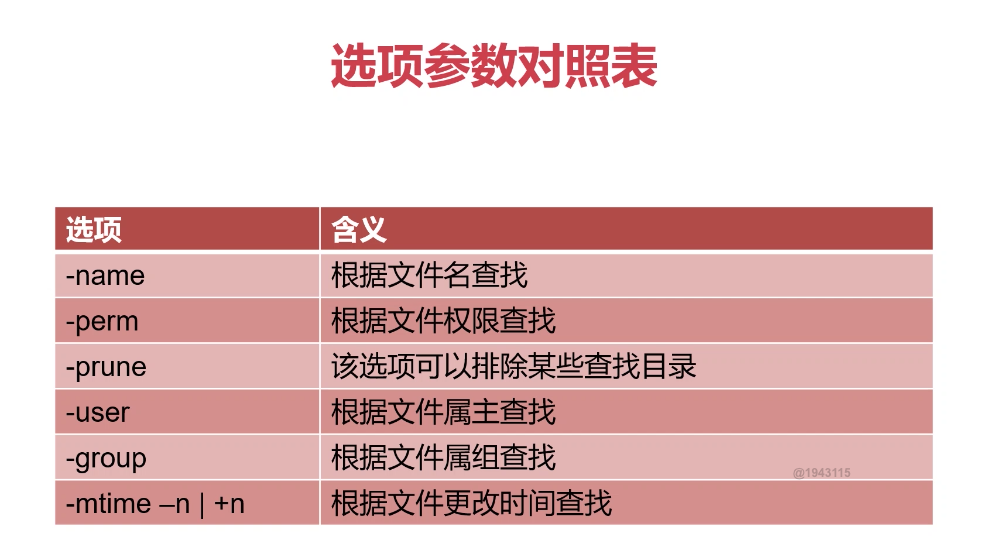 选项参数对照表
选项 含义
-name 根据文件名查找
-perm 根据文件权限查找
-prune 该选项可以排除某些查找目录
-user 根据文件属主查找
-group 根据文件属组查找
@1943115
-mtime –n | +n 根据文件更改时间查找